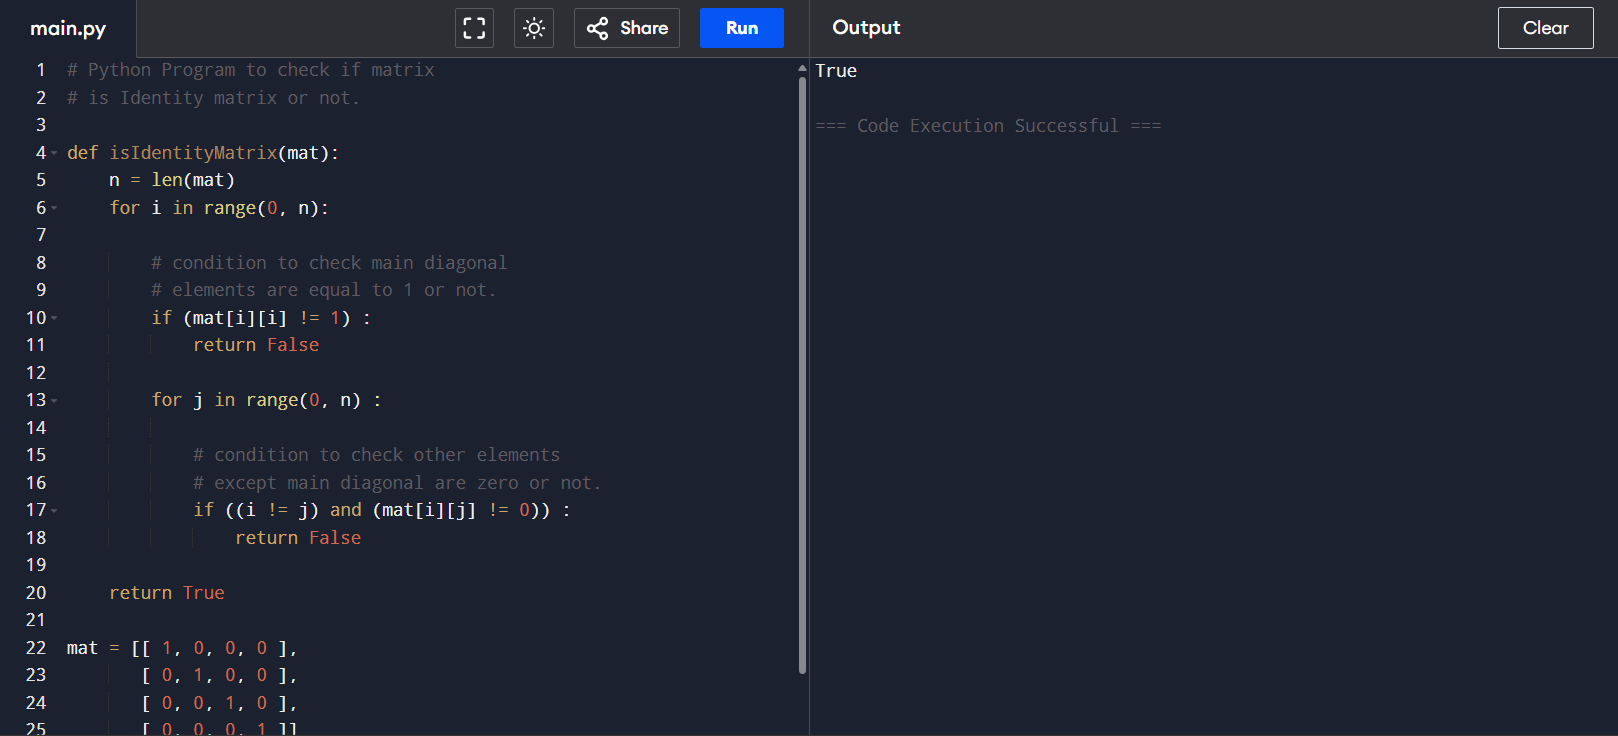 main.py
Share
Run
Output
Clear
1 # Python Program to check if matrix
2 # is Identity matrix or not.
3
4 def isIdentityMatrix(mat):
5     n = len(mat)
6     for i in range(0, n):
7
8         # condition to check main diagonal
9         # elements are equal to 1 or not.
10         if (mat[i][i] != 1) :
11             return False
12
13         for j in range(0, n) :
14
15             # condition to check other elements
16             # except main diagonal are zero or not.
17             if ((i != j) and (mat[i][j] != 0)) :
18                 return False
19
20     return True
21
22 mat = [[ 1, 0, 0, 0 ],
23        [ 0, 1, 0, 0 ],
24        [ 0, 0, 1, 0 ],
25        [ 0, 0, 0, 1 ]]
True
=== Code Execution Successful ===